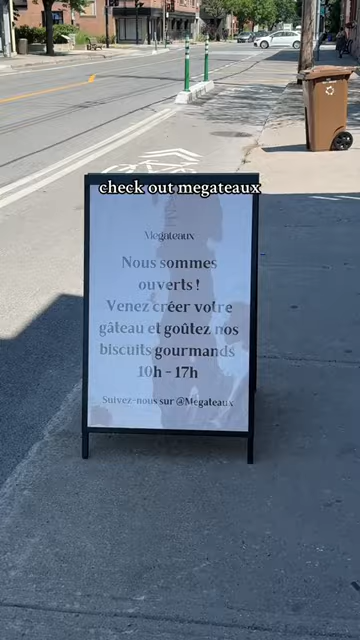 check out megateaux
Megateaux
Nous sommes
ouverts !
Venez créer votre
gâteau et goûtez nos
biscuits gourmands
10h - 17h
Suivez-nous sur @Megateaux